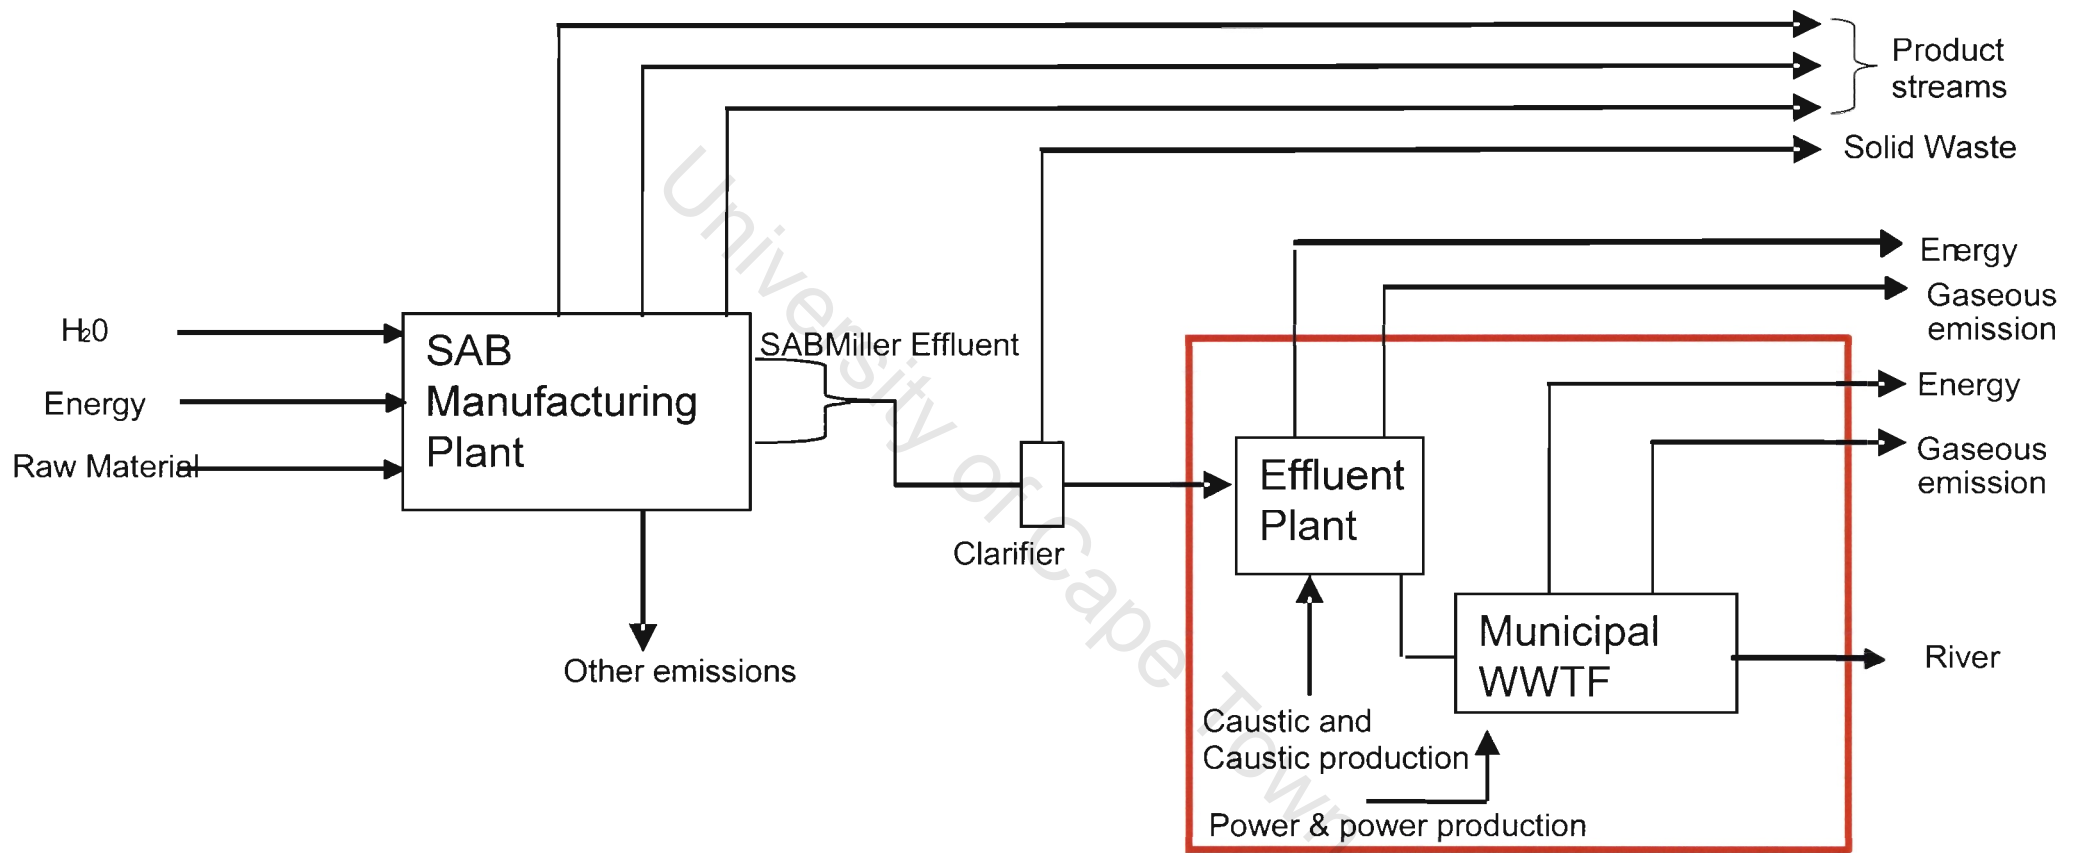 Product
streams
Solid Waste
Energy
Gaseous
emission
H20
SAB
Manufacturing
Plant
SABMiller Effluent
Energy
Raw Material
Energy
Gaseous
emission
Effluent
Plant
Clarifier
Municipal
WWTF
River
Other emissions
Caustic and
Caustic production
Power & power production
University of Cape Town